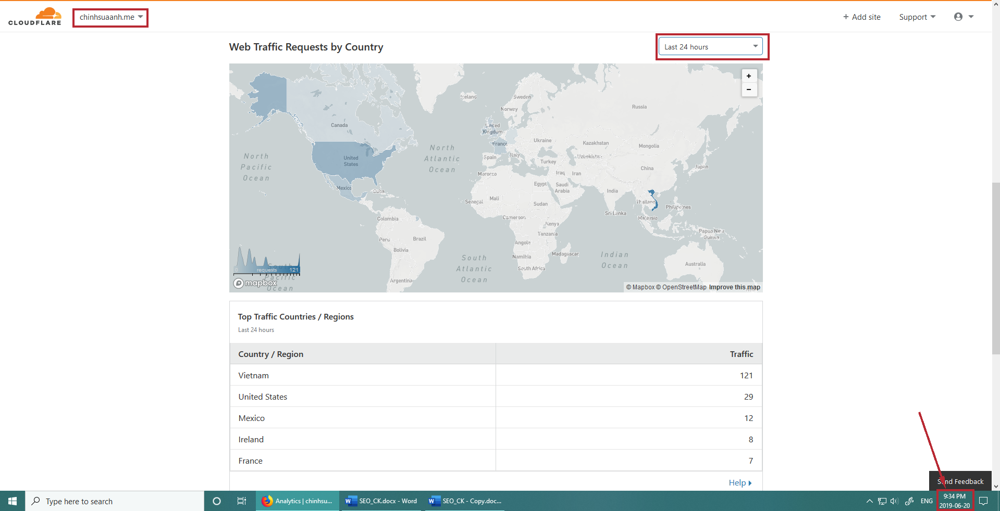 CLOUDFLARE
chinhsuaanh.me
+ Add site
Support
Web Traffic Requests by Country
Last 24 hours
+
−
Iceland
Sweden
Norway
Russia
Canada
United
Kingdom
France
Ukraine
Kazakhstan
Mongolia
North
Pacific
Ocean
United
States
North
Atlantic
Ocean
Spain
Italy
Turkey
Uzbekistan
China
Japan
Morocco
Iraq
Iran
Mexico
Cuba
Egypt
Saudi
Arabia
India
Senegal
Mali
Sudan
Thailand
Philippines
Sri Lanka
Malaysia
Colombia
Cameroon
Kenya
Tanzania
Papua New
Guinea
Peru
Brazil
Bolivia
Angola
Namibia
Madagascar
South
Atlantic
Ocean
Indian
Ocean
Australia
South Africa
South
Pacific
Ocean
Argentina
0 requests 121
mapbox
© Mapbox © OpenStreetMap Improve this map
Top Traffic Countries / Regions
Last 24 hours
Country / Region Traffic
Vietnam 121
United States 29
Mexico 12
Ireland 8
France 7
Help
Send Feedback
Type here to search
Analytics | chinhsu...
SEO_CK.docx - Word
SEO_CK - Copy.doc...
ENG
9:34 PM
2019-06-20